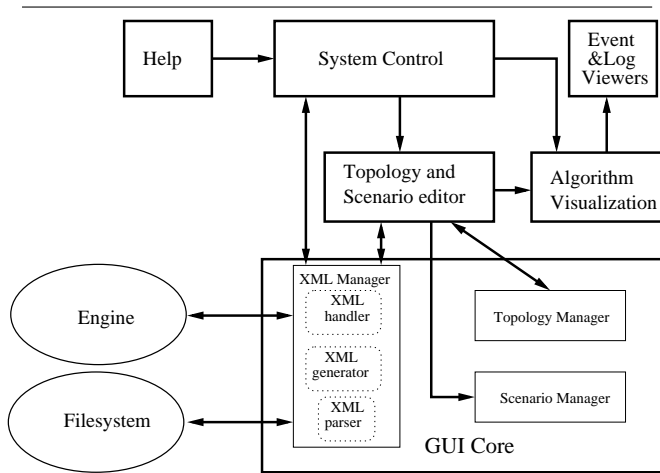 Help
System Control
Event
&Log
Viewers
Topology and
Scenario editor
Algorithm
Visualization
XML Manager
XML
handler
Engine
Topology Manager
XML
generator
Filesystem
XML
parser
Scenario Manager
GUI Core